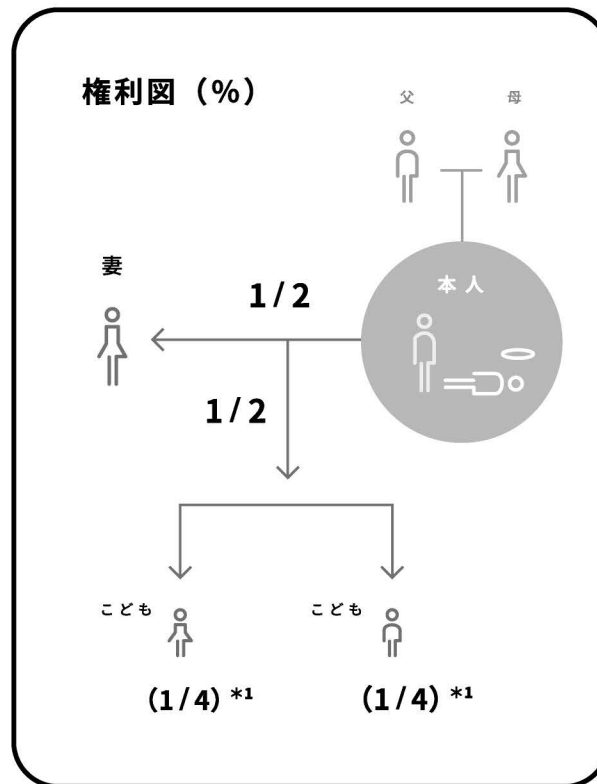 権利図（%）
父
母
妻
本人
1/2
1/2
こども
こども
(1/4) *1
(1/4) *1